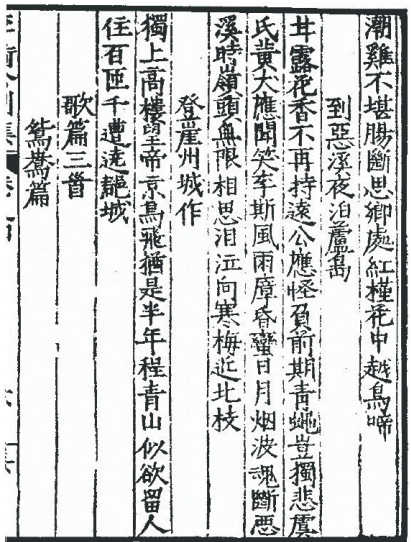 潮雞不堪腸斷思鄉處紅槿花中越鳥啼
到惡溪夜泊蘆島
甘露花香不再持遠公應怪負前期青蠅豈獨悲虞
氏黃犬應聞笑李斯風雨瘴昏蠻日月烟波魂斷惡
溪時嶺頭無限相思泪泣向寒梅近北枝
登崖州城作
獨上高樓望帝京鳥飛猶是半年程青山似欲留人
住百匝千遭遶郡城
歌篇三首
鴛鴦篇